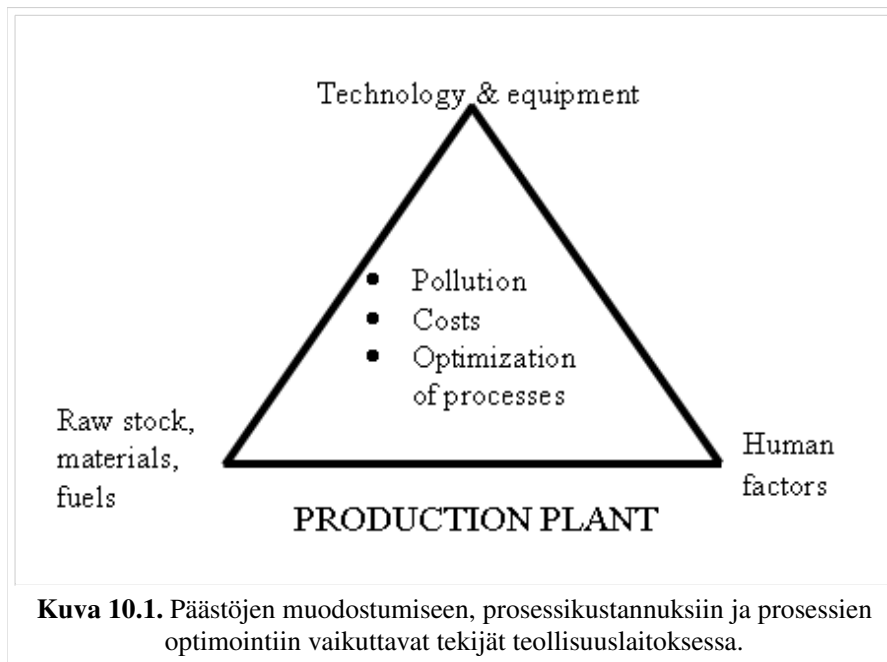 Technology & equipment
• Pollution
• Costs
• Optimization
of processes
Raw stock,
materials,
fuels
Human
factors
PRODUCTION PLANT
Kuva 10.1. Päästöjen muodostumiseen, prosessikustannuksiin ja prosessien
optimointiin vaikuttavat tekijät teollisuuslaitoksessa.